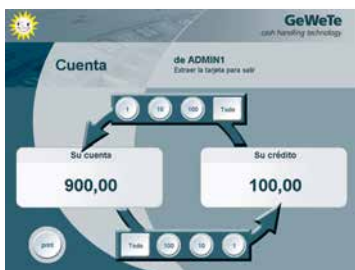 GeWeTe
cash handling technology
Cuenta
de ADMIN1
Extraer la tarjeta para salir
1 10 100 Todo
Su cuenta
900,00
Su crédito
100,00
print
Todo 100 10 1